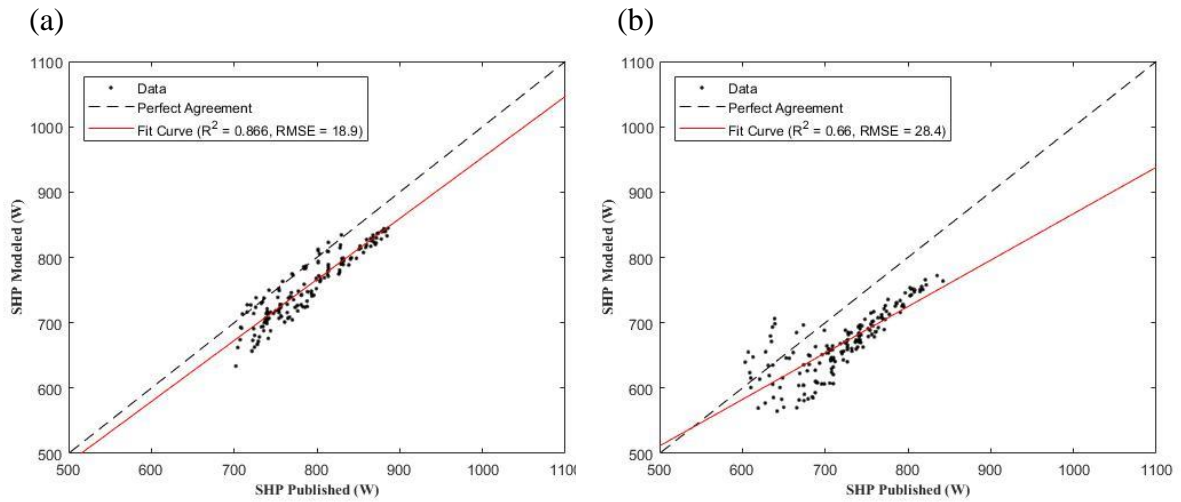 (a)
1100
1000
900
800
700
600
500
SHP Modeled (W)
Data
Perfect Agreement
Fit Curve (R² = 0.866, RMSE = 18.9)
500 600 700 800 900 1000 1100
SHP Published (W)
(b)
1100
1000
900
800
700
600
500
SHP Modeled (W)
Data
Perfect Agreement
Fit Curve (R² = 0.66, RMSE = 28.4)
500 600 700 800 900 1000 1100
SHP Published (W)